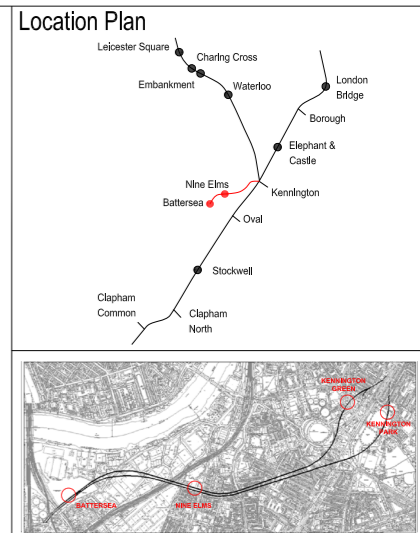 Location Plan
Leicester Square
Charing Cross
Embankment
Waterloo
London
Bridge
Borough
Elephant &
Castle
Nine Elms
Kennington
Battersea
Oval
Stockwell
Clapham
Common
Clapham
North
KENNINGTON
GREEN
KENNINGTON
PARK
BATTERSEA
NINE ELMS